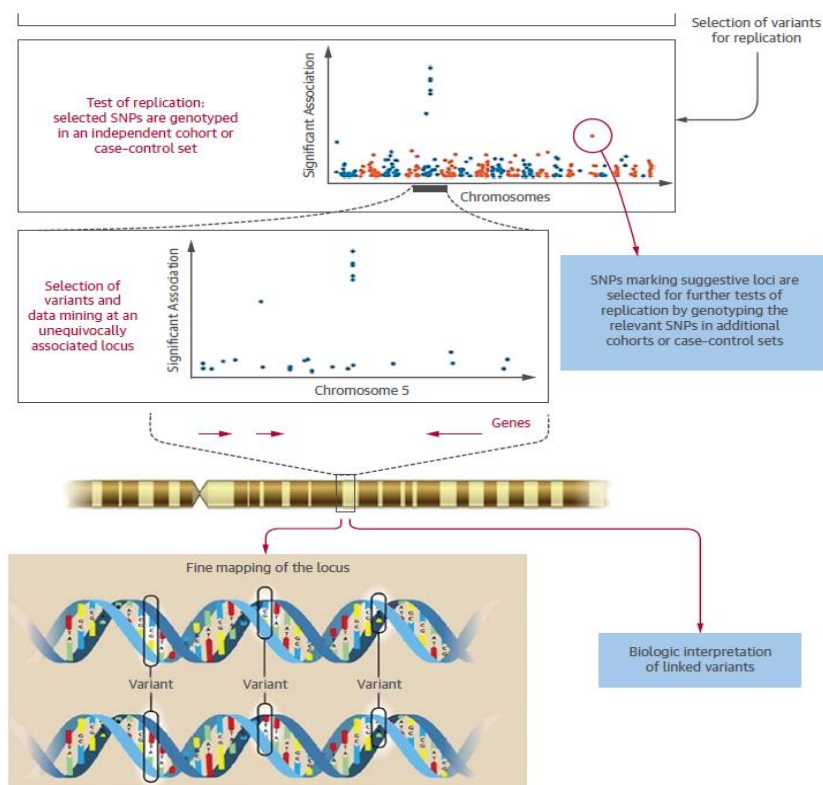 Selection of variants
for replication
Test of replication:
selected SNPs are genotyped
in an independent cohort or
case-control set
Significant Association
Chromosomes
Selection of
variants and
data mining at an
unequivocally
associated locus
Significant Association
Chromosome 5
SNPs marking suggestive loci are
selected for further tests of
replication by genotyping the
relevant SNPs in additional
cohorts or case-control sets
Genes
Fine mapping of the locus
Variant
Variant
Variant
Biologic interpretation
of linked variants